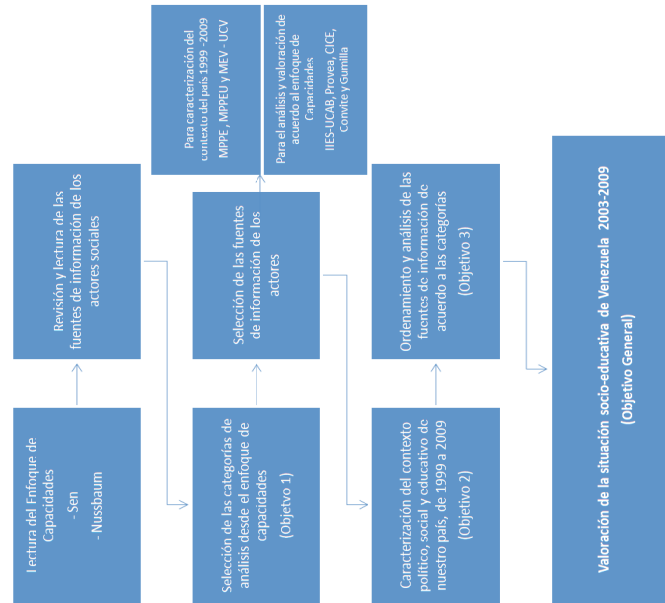 lectura del Enfoque de
Capacidades
- Sen
- Nussbaum
Revisión y lectura de las
fuentes de información de los
actores sociales
Selección de las categorías de
análisis desde el enfoque de
capacidades
(Objetvo 1)
Selección de las fuentes
de información de los
actores
Para caracterización del
contexto del país 1999 -2009
MPPE , MPPEU y MEV - UCV
Para el análisis y valoración de
acuerdo al enfoque de
Capacidades
IIES-UCAB, Provea, CICE,
Convite y Gumilla
Caracterización del contexto
político, social y educativo de
nuestro país, de 1999 a 2009
(Objetivo 2)
Ordenamiento y análisis de las
fuentes de información de
acuerdo a las categorías
(Objetivo 3)
Valoración de la situación socio-educativa de Venezuela 2003-2009
(Objetivo General)